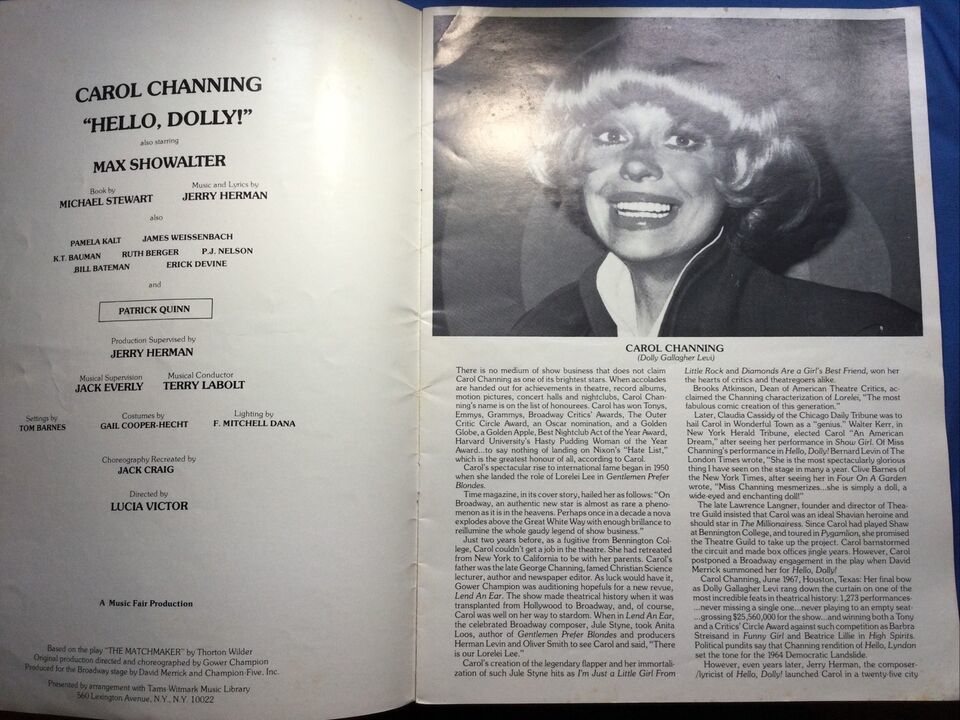 CAROL CHANNING
"HELLO, DOLLY!"
also starring
MAX SHOWALTER
Book by
MICHAEL STEWART
Music and Lyrics by
JERRY HERMAN
also
PAMELA KALT JAMES WEISSENBACH
K.T. BAUMAN RUTH BERGER P.J. NELSON
BILL BATEMAN ERICK DEVINE
and
PATRICK QUINN
Production Supervised by
JERRY HERMAN
Musical Supervision
JACK EVERLY
Musical Conductor
TERRY LABOLT
Settings by
TOM BARNES
Costumes by
GAIL COOPER-HECHT
Lighting by
F. MITCHELL DANA
Choreography Recreated by
JACK CRAIG
Directed by
LUCIA VICTOR
A Music Fair Production
Based on the play "THE MATCHMAKER" by Thorton Wilder
Original production directed and choreographed by Gower Champion
Produced for the Broadway stage by David Merrick and Champion-Five. Inc.
Presented by arrangement with Tams-Witmark Music Library
560 Lexington Avenue, N.Y., N.Y. 10022
CAROL CHANNING
(Dolly Gallagher Levi)
There is no medium of show business that does not claim
Carol Channing as one of its brightest stars. When accolades
are handed out for achievements in theatre, record albums,
motion pictures, concert halls and nightclubs, Carol Chan-
ning's name is on the list of honourees. Carol has won Tonys,
Emmys, Grammys, Broadway Critics' Awards, The Outer
Critic Circle Award, an Oscar nomination, and a Golden
Globe, a Golden Apple, Best Nightclub Act of the Year Award,
Harvard University's Hasty Pudding Woman of the Year
Award...to say nothing of landing on Nixon's "Hate List,"
which is the greatest honour of all, according to Carol.
Carol's spectacular rise to international fame began in 1950
when she landed the role of Lorelei Lee in Gentlemen Prefer
Blondes.
Time magazine, in its cover story, hailed her as follows: "On
Broadway, an authentic new star is almost as rare a pheno-
menon as it is in the heavens. Perhaps once in a decade a nova
explodes above the Great White Way with enough brillance to
reillumine the whole gaudy legend of show business."
Just two years before, as a fugitive from Bennington Col-
lege, Carol couldn't get a job in the theatre. She had retreated
from New York to California to be with her parents. Carol's
father was the late George Channing, famed Christian Science
lecturer, author and newspaper editor. As luck would have it,
Gower Champion was auditioning hopefuls for a new revue,
Lend An Ear. The show made theatrical history when it was
transplanted from Hollywood to Broadway, and, of course,
Carol was well on her way to stardom. When in Lend An Ear,
the celebrated Broadway composer, Jule Styne, took Anita
Loos, author of Gentlemen Prefer Blondes and producers
Herman Levin and Oliver Smith to see Carol and said, "There
is our Lorelei Lee."
Carol's creation of the legendary flapper and her immortali-
zation of such Jule Styne hits as I'm Just a Little Girl From
Little Rock and Diamonds Are a Girl's Best Friend, won her
the hearts of critics and theatregoers alike.
Brooks Atkinson, Dean of American Theatre Critics, ac-
claimed the Channing characterization of Lorelei, "The most
fabulous comic creation of this generation."
Later, Claudia Cassidy of the Chicago Daily Tribune was to
hail Carol in Wonderful Town as a "genius." Walter Kerr, in
New York Herald Tribune, elected Carol "An American
Dream," after seeing her performance in Show Girl. Of Miss
Channing's performance in Hello, Dolly! Bernard Levin of The
London Times wrote, "She is the most spectacularly glorious
thing I have seen on the stage in many a year. Clive Barnes of
the New York Times, after seeing her in Four On A Garden
wrote, "Miss Channing mesmerizes...she is simply a doll, a
wide-eyed and enchanting doll!"
The late Lawrence Langner, founder and director of Thea-
tre Guild insisted that Carol was an ideal Shavian heroine and
should star in The Millionairess. Since Carol had played Shaw
at Bennington College, and toured in Pygamlion, she promised
the Theatre Guild to take up the project. Carol barnstormed
the circuit and made box offices jingle years. However, Carol
postponed a Broadway engagement in the play when David
Merrick summoned her for Hello, Dolly!
Carol Channing, June 1967, Houston, Texas: Her final bow
as Dolly Gallagher Levi rang down the curtain on one of the
most incredible feats in theatrical history: 1,273 performances-
...never missing a single one...never playing to an empty seat-
...grossing $25,560,000 for the show...and winning both a Tony
and a Critics' Circle Award against such competition as Barbra
Streisand in Funny Girl and Beatrice Lillie in High Spirits.
Political pundits say that Channing rendition of Hello, Lyndon
set the tone for the 1964 Democratic Landslide.
However, even years later, Jerry Herman, the composer-
/lyricist of Hello, Dolly! launched Carol in a twenty-five city